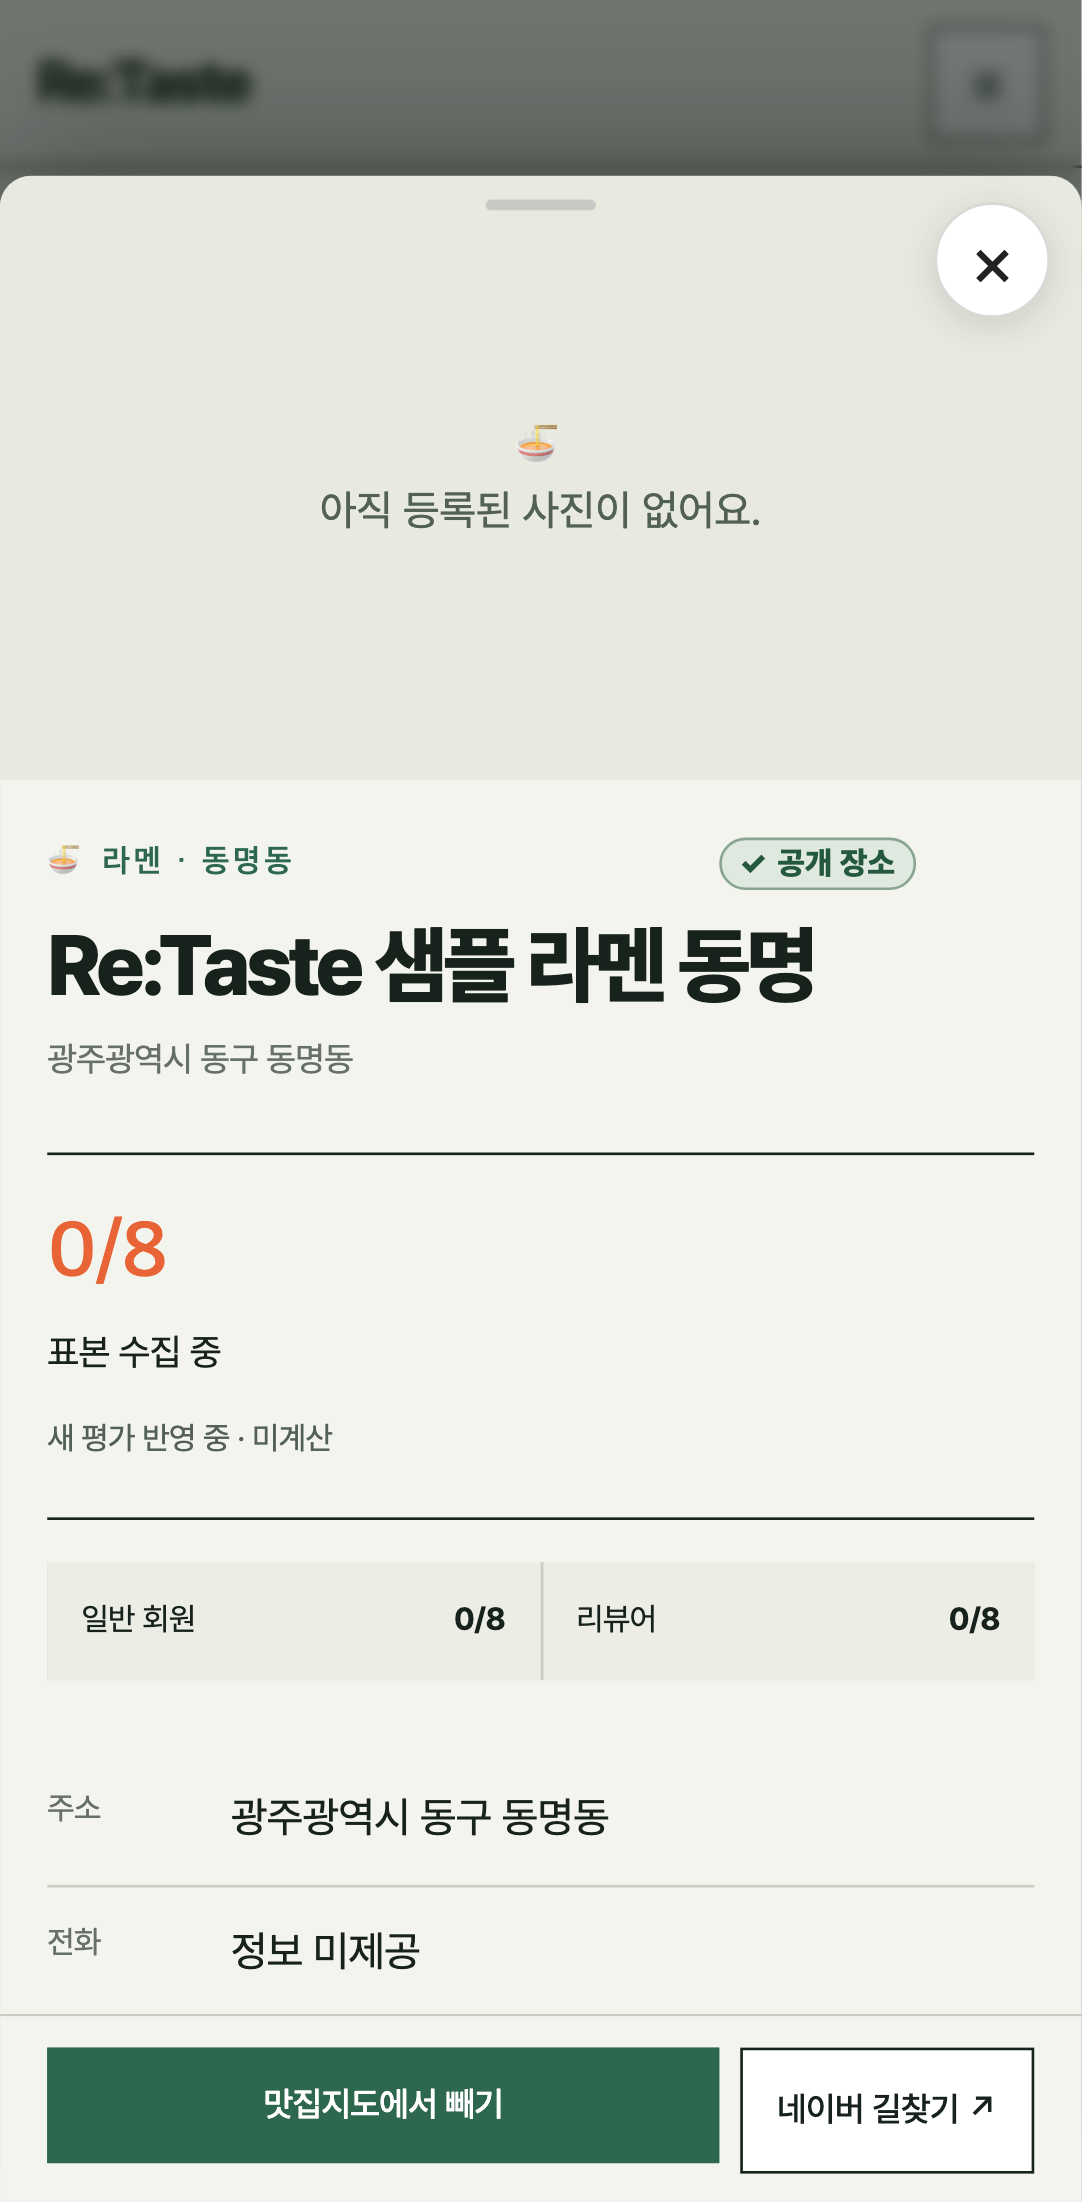 Re:Taste
아직 등록된 사진이 없어요.
라멘 · 동명동
✓ 공개 장소
Re:Taste 샘플 라멘 동명
광주광역시 동구 동명동
0/8
표본 수집 중
새 평가 반영 중 · 미계산
일반 회원 0/8 리뷰어 0/8
주소 광주광역시 동구 동명동
전화 정보 미제공
맛집지도에서 빼기 네이버 길찾기 ↗